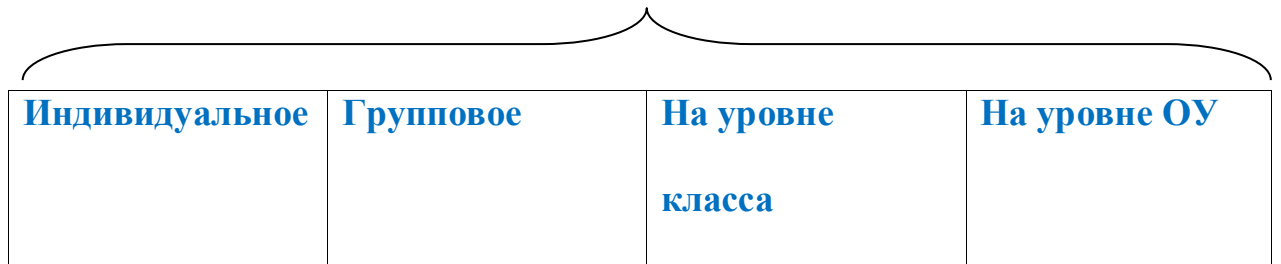 Индивидуальное
Групповое
На уровне
класса
На уровне ОУ